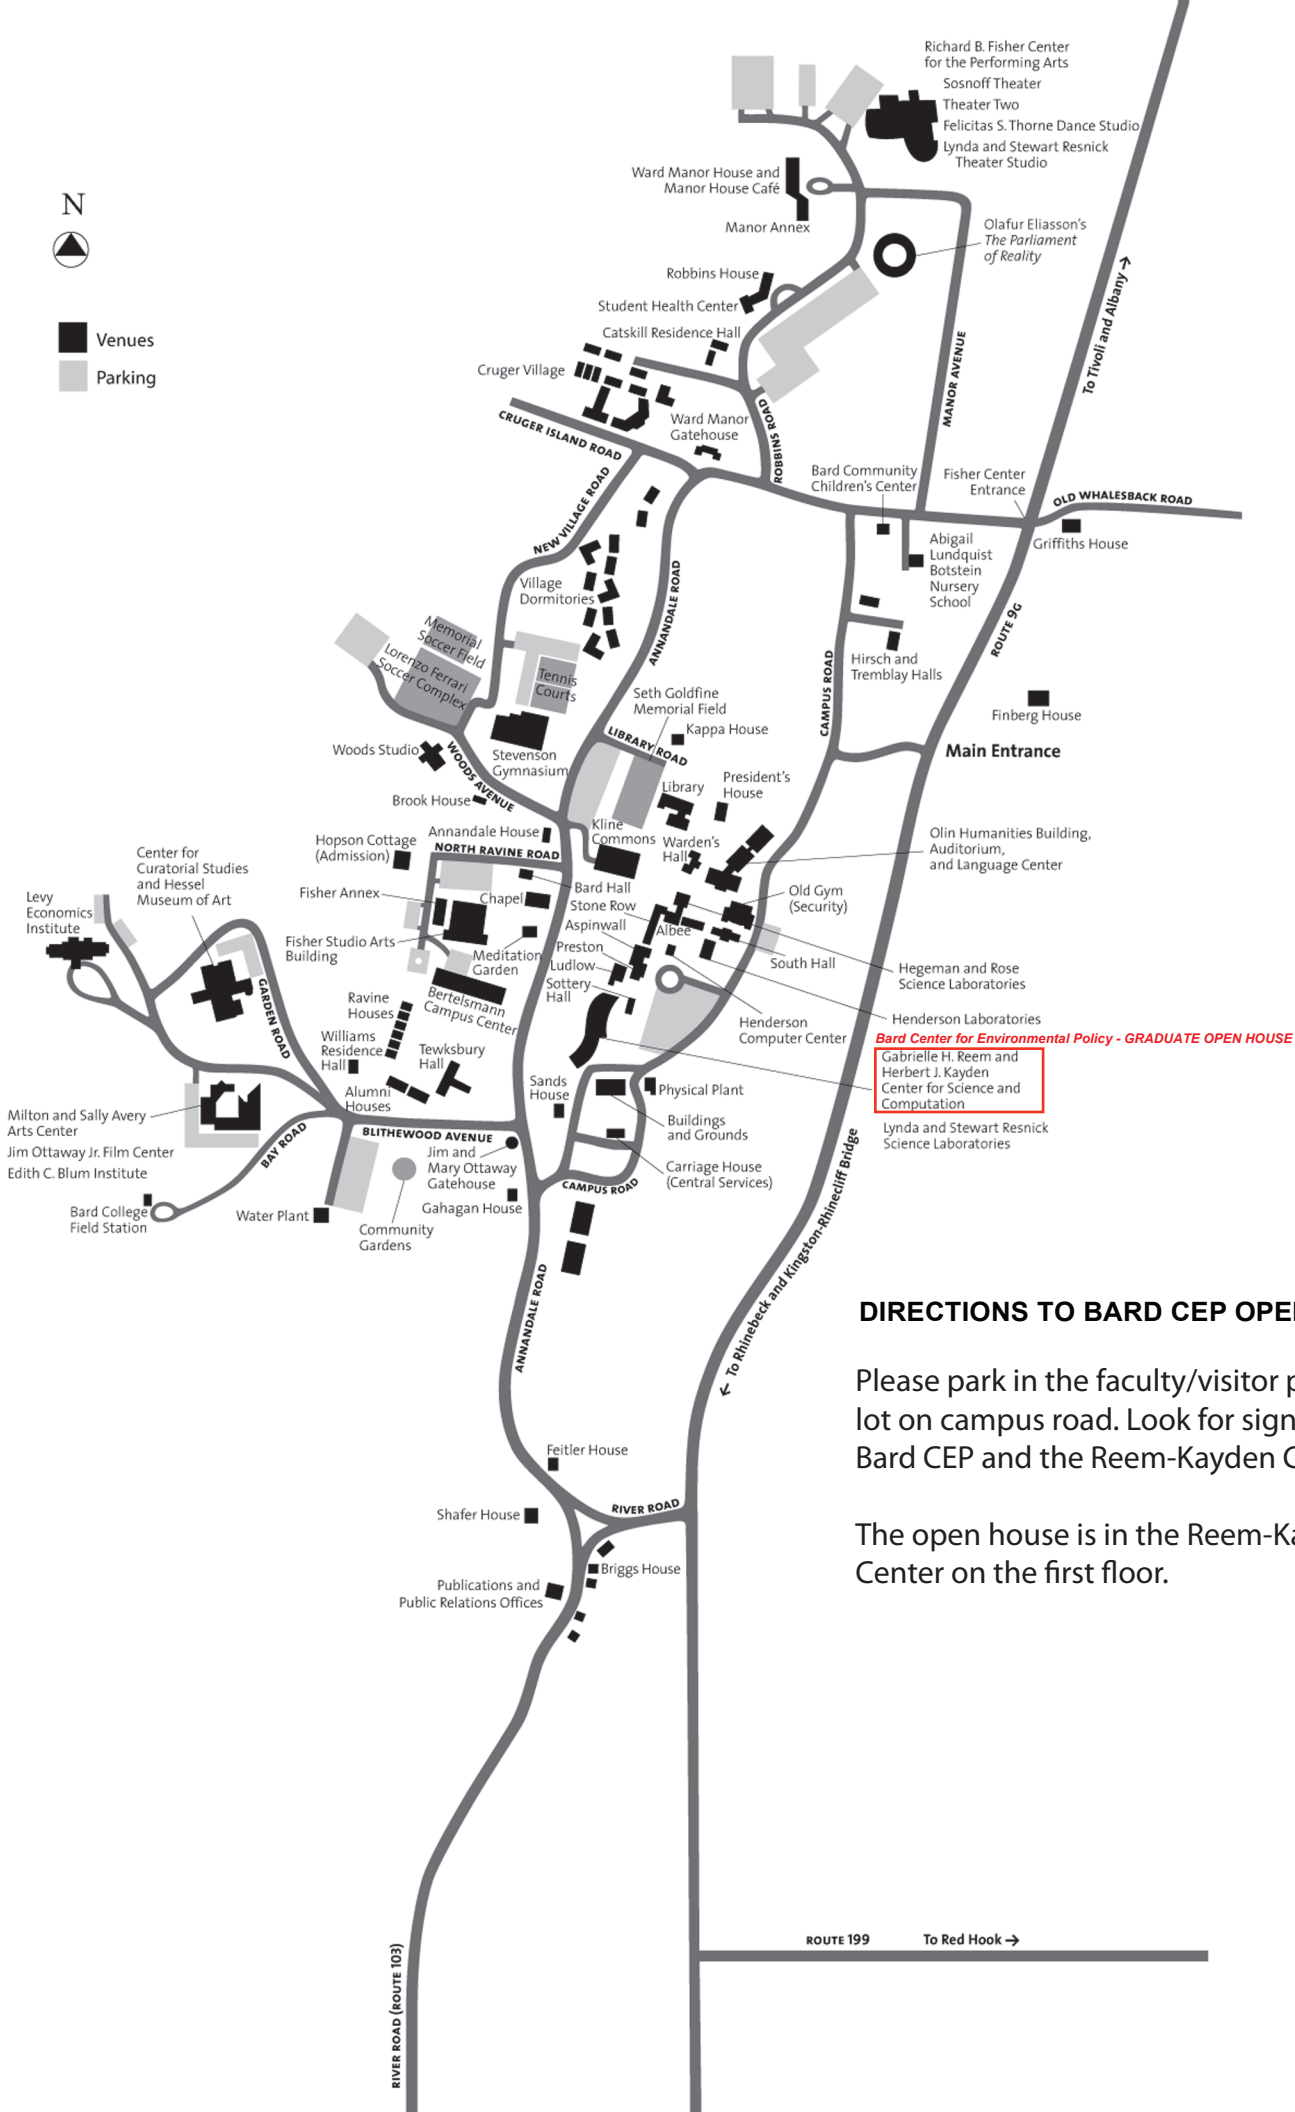 Richard B. Fisher Center
for the Performing Arts
Sosnoff Theater
Theater Two
Felicitas S. Thorne Dance Studio
Lynda and Stewart Resnick
Theater Studio
Ward Manor House and
Manor House Café
Manor Annex
N
Venues
Parking
Olafur Eliasson's
The Parliament
of Reality
To Tivoli and Albany →
Robbins House
Student Health Center
Catskill Residence Hall
Cruger Village
MANOR AVENUE
CRUGER ISLAND ROAD
Ward Manor
Gatehouse
ROBBINS ROAD
Bard Community
Children's Center
Fisher Center
Entrance
OLD WHALESBACK ROAD
Griffiths House
NEW VILLAGE ROAD
Abigail
Lundquist
Botstein
Nursery
School
Village
Dormitories
ANNANDALE ROAD
ROUTE 9G
Memorial
Soccer Field
Lorenzo Ferrari
Soccer Complex
Tennis
Courts
Hirsch and
Tremblay Halls
CAMPUS ROAD
Seth Goldfine
Memorial Field
Kappa House
LIBRARY ROAD
Finberg House
Main Entrance
Woods Studio
WOODS AVENUE
Stevenson
Gymnasium
Library
President's
House
Brook House
Annandale House
Kline
Commons
Warden's
Hall
Olin Humanities Building,
Auditorium,
and Language Center
Hopson Cottage
(Admission)
NORTH RAVINE ROAD
Center for
Curatorial Studies
and Hessel
Museum of Art
Levy
Economics
Institute
Fisher Annex
Chapel
Bard Hall
Stone Row
Aspinwall
Albee
Old Gym
(Security)
Fisher Studio Arts
Building
Meditation
Garden
Preston
Ludlow
Sottery
Hall
South Hall
Hegeman and Rose
Science Laboratories
Bertelsmann
Campus Center
Ravine
Houses
GARDEN ROAD
Henderson
Computer Center
Henderson Laboratories
Bard Center for Environmental Policy - GRADUATE OPEN HOUSE
Gabrielle H. Reem and
Herbert J. Kayden
Center for Science and
Computation
Lynda and Stewart Resnick
Science Laboratories
Williams
Residence
Hall
Tewksbury
Hall
Alumni
Houses
Sands
House
Physical Plant
Buildings
and Grounds
Milton and Sally Avery
Arts Center
Jim Ottaway Jr. Film Center
Edith C. Blum Institute
BAY ROAD
BLITHEWOOD AVENUE
Jim and
Mary Ottaway
Gatehouse
Carriage House
(Central Services)
CAMPUS ROAD
Bard College
Field Station
Water Plant
Gahagan House
Community
Gardens
ANNANDALE ROAD
← To Rhinebeck and Kingston-Rhinecliff Bridge
DIRECTIONS TO BARD CEP OPE
Please park in the faculty/visitor p
lot on campus road. Look for sign
Bard CEP and the Reem-Kayden C
The open house is in the Reem-Ka
Center on the first floor.
Feitler House
Shafer House
RIVER ROAD
Briggs House
Publications and
Public Relations Offices
ROUTE 199
To Red Hook →
RIVER ROAD (ROUTE 103)